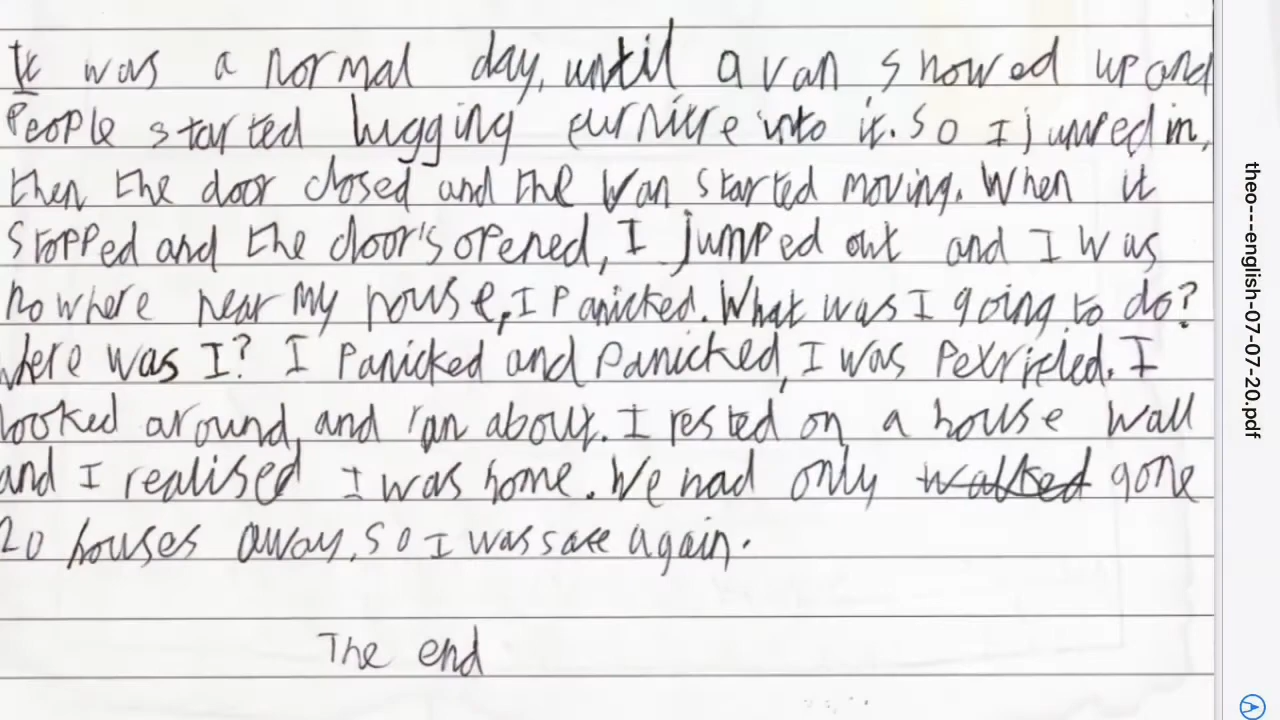 It was a normal day, until a van showed up and
People started lugging furnitre into it. So I jumped in,
then the door closed and the van started moving. When it
stopped and the door's opened, I jumped out and I was
nowhere near my house, I Panicked. What was I going to do?
Where was I? I Panicked and Panicked, I was Petrifeled. I
looked around, and ran about. I rested on a house wall
and I realised I was home. We had only walked gone
20 houses away, so I was safe again.
The end
theo---english-07-07-20.pdf